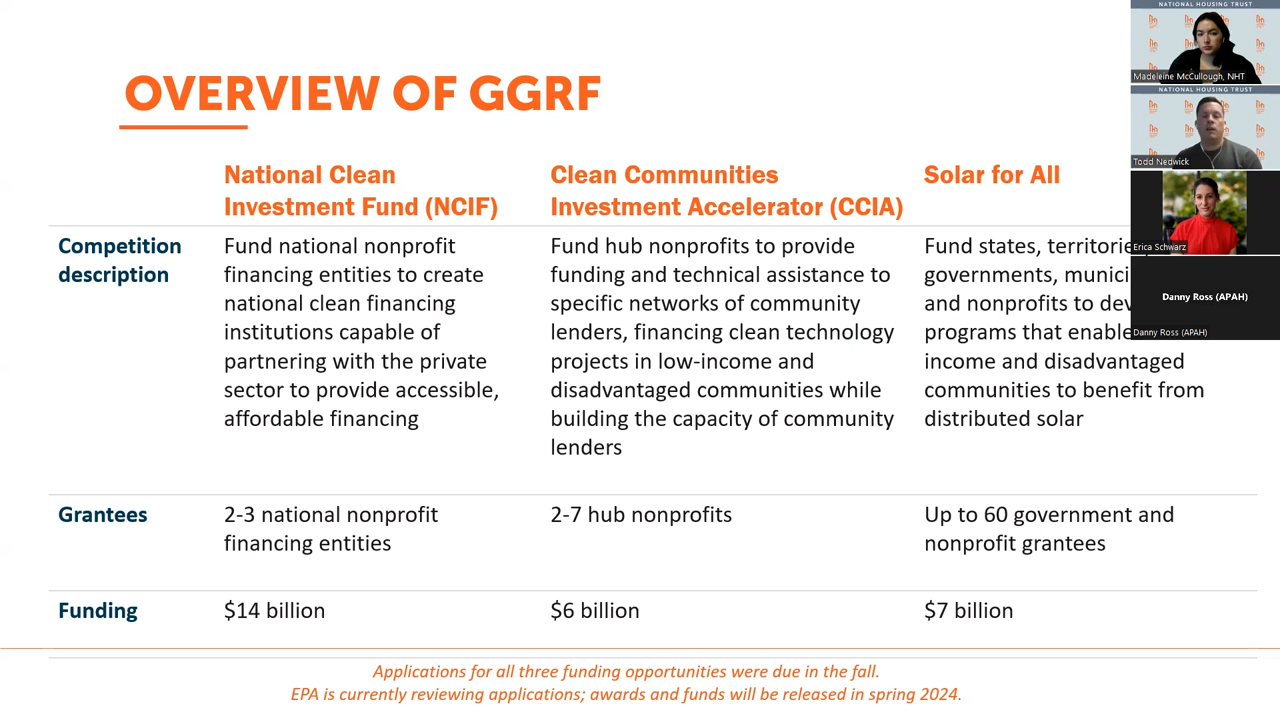 OVERVIEW OF GGRF
National Clean
Investment Fund (NCIF)
Clean Communities
Investment Accelerator (CCIA)
Solar for All
Competition
description
Fund national nonprofit
financing entities to create
national clean financing
institutions capable of
partnering with the private
sector to provide accessible,
affordable financing
Fund hub nonprofits to provide
funding and technical assistance to
specific networks of community
lenders, financing clean technology
projects in low-income and
disadvantaged communities while
building the capacity of community
lenders
Fund states,
governments,
and nonprofits to
programs that
income and disadvantaged
communities to benefit from
distributed solar
Grantees
2-3 national nonprofit
financing entities
2-7 hub nonprofits
Up to 60 government and
nonprofit grantees
Funding
$14 billion
$6 billion
$7 billion
Applications for all three funding opportunities were due in the fall.
EPA is currently reviewing applications; awards and funds will be released in spring 2024.
NATIONAL HOUSING TRUST
Madeleine McCullough, NHT
NATIONAL HOUSING TRUST
Todd Nedwick
Erica Schwarz
Danny Ross (APAH)
Danny Ross (APAH)